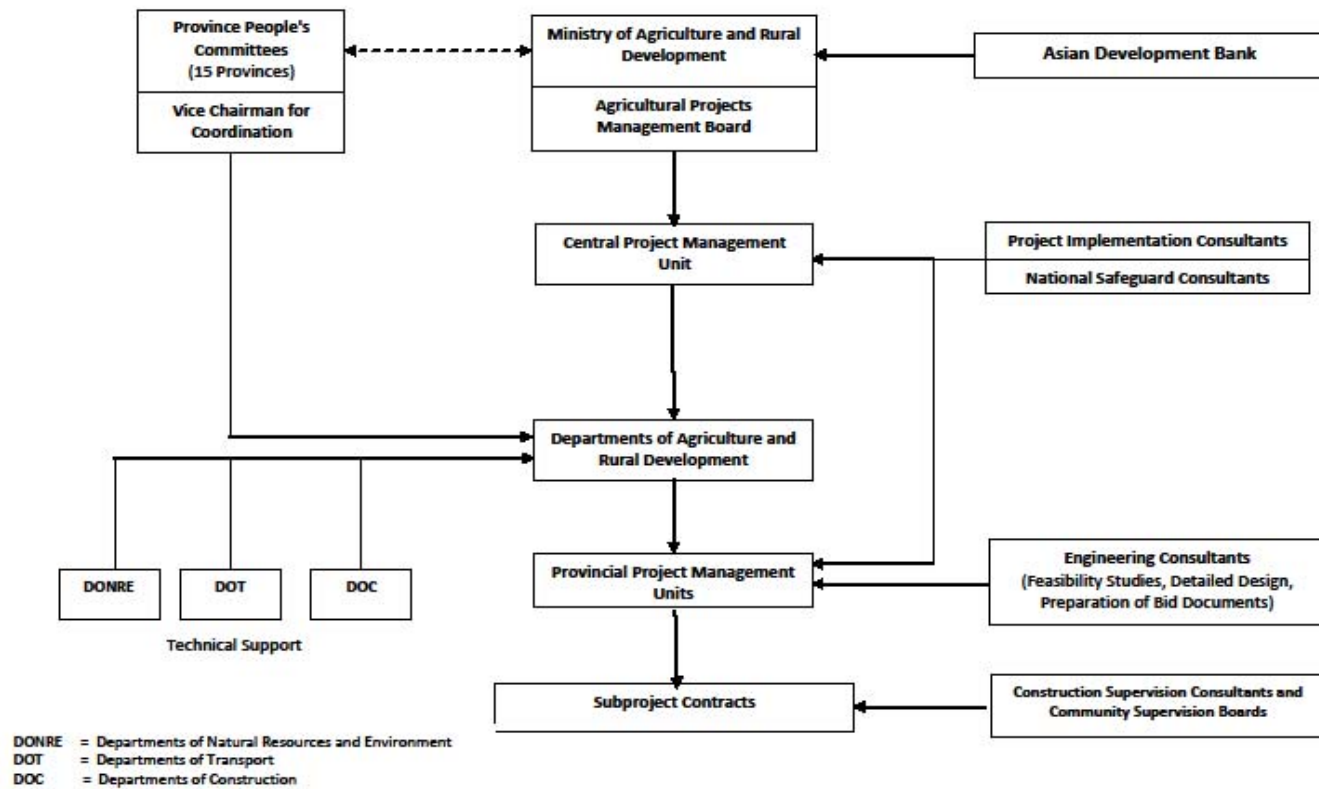 Province People's
Committees
(15 Provinces)
Vice Chairman for
Coordination
Ministry of Agriculture and Rural
Development
Agricultural Projects
Management Board
Asian Development Bank
Central Project Management
Unit
Project Implementation Consultants
National Safeguard Consultants
Departments of Agriculture and
Rural Development
DONRE
DOT
DOC
Technical Support
Provincial Project Management
Units
Engineering Consultants
(Feasibility Studies, Detailed Design,
Preparation of Bid Documents)
Subproject Contracts
Construction Supervision Consultants and
Community Supervision Boards
DONRE = Departments of Natural Resources and Environment
DOT = Departments of Transport
DOC = Departments of Construction